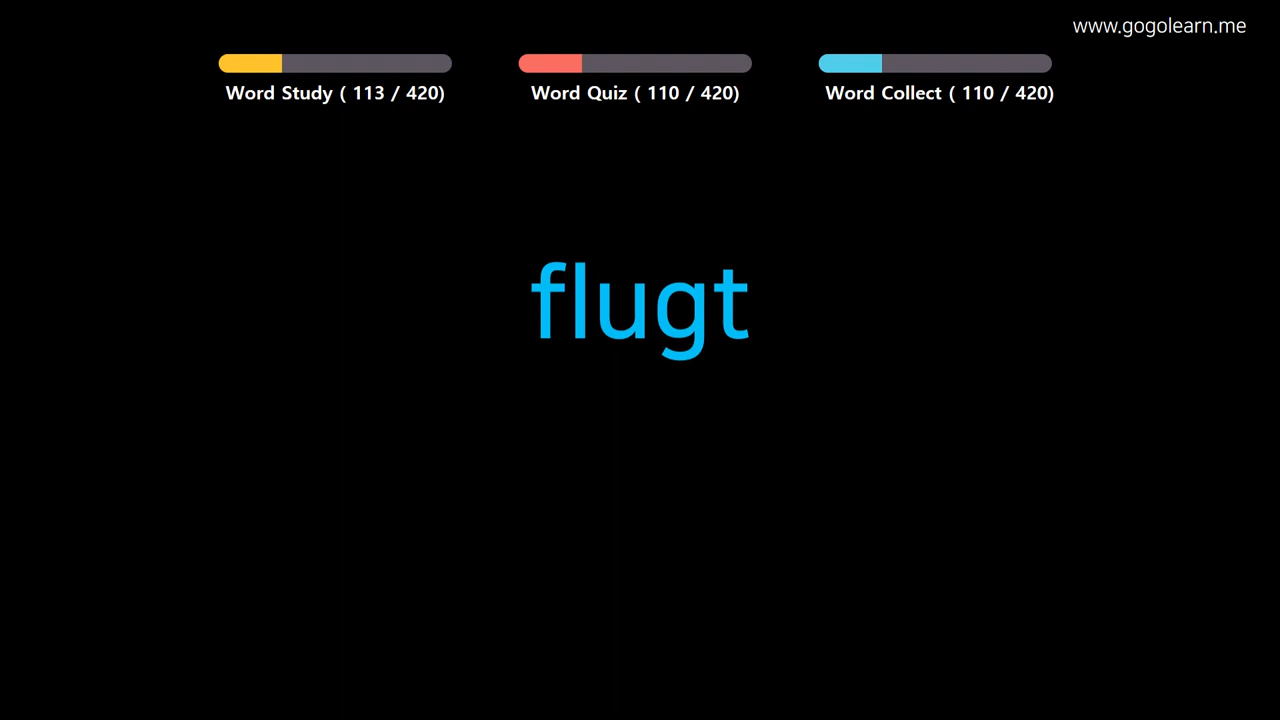 www.gogolearn.me
Word Study ( 113 / 420)
Word Quiz ( 110 / 420)
Word Collect ( 110 / 420)
flugt